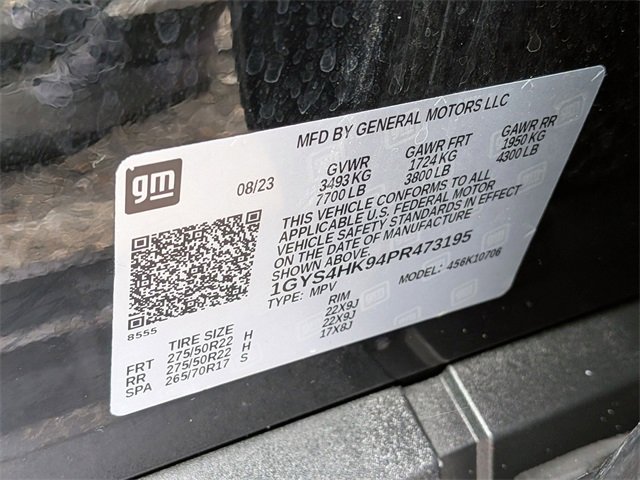 MFD BY GENERAL MOTORS LLC
gm
08/23
GVWR GAWR FRT GAWR RR
3493 KG 1724 KG 1950 KG
7700 LB 3800 LB 4300 LB
THIS VEHICLE CONFORMS TO ALL
APPLICABLE U.S. FEDERAL MOTOR
VEHICLE SAFETY STANDARDS IN EFFECT
ON THE DATE OF MANUFACTURE
SHOWN ABOVE.
1GYS4HK94PR473195
TYPE: MPV MODEL: 456K10706
8555
TIRE SIZE RIM
FRT 275/50R22 H 22X9J
RR 275/50R22 H 22X9J
SPA 265/70R17 S 17X8J